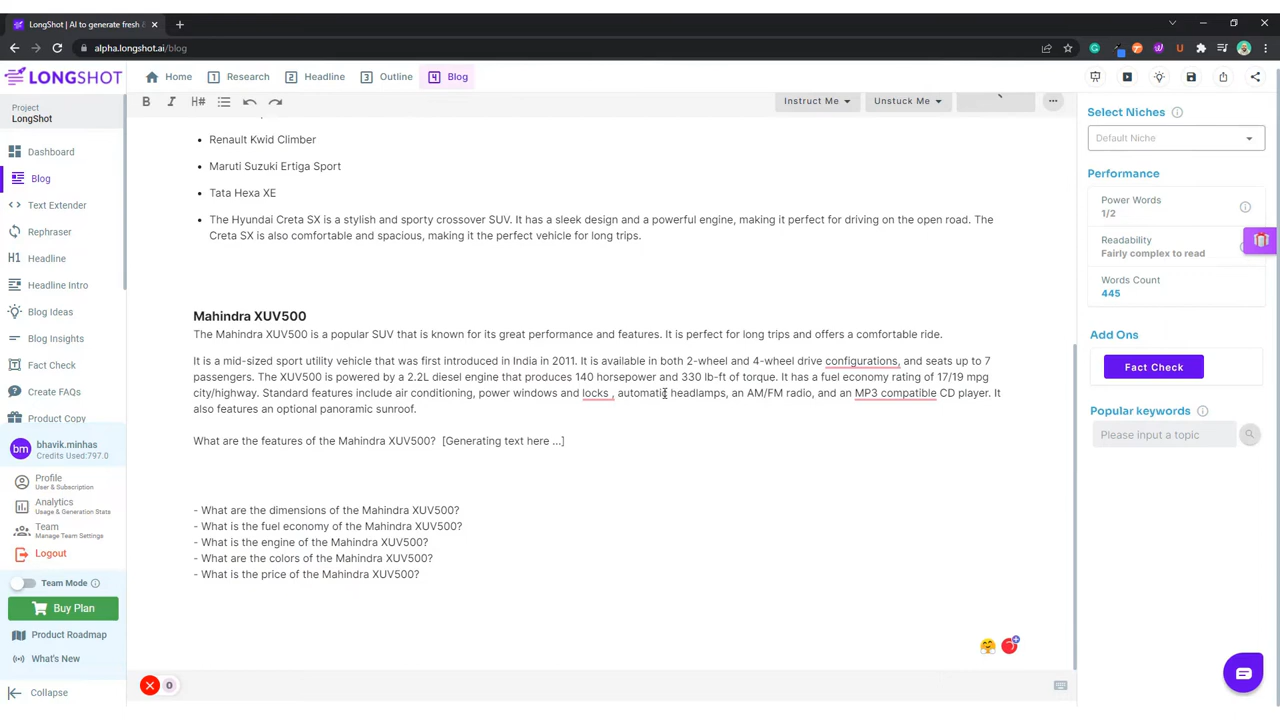 LongShot | AI to generate fresh &
alpha.longshot.ai/blog
LONGSHOT
Home
1 Research
2 Headline
3 Outline
4 Blog
Project
LongShot
Dashboard
Blog
Text Extender
Rephraser
H1 Headline
Headline Intro
Blog Ideas
Blog Insights
Fact Check
Create FAQs
Product Copy
bm bhavik.minhas
Credits Used:797.0
Profile
User & Subscription
Analytics
Usage & Generation Stats
Team
Manage Team Settings
Logout
Team Mode
Buy Plan
Product Roadmap
What's New
Collapse
B I H#
Instruct Me
Unstuck Me
• Renault Kwid Climber
• Maruti Suzuki Ertiga Sport
• Tata Hexa XE
• The Hyundai Creta SX is a stylish and sporty crossover SUV. It has a sleek design and a powerful engine, making it perfect for driving on the open road. The
Creta SX is also comfortable and spacious, making it the perfect vehicle for long trips.
Mahindra XUV500
The Mahindra XUV500 is a popular SUV that is known for its great performance and features. It is perfect for long trips and offers a comfortable ride.
It is a mid-sized sport utility vehicle that was first introduced in India in 2011. It is available in both 2-wheel and 4-wheel drive configurations, and seats up to 7
passengers. The XUV500 is powered by a 2.2L diesel engine that produces 140 horsepower and 330 lb-ft of torque. It has a fuel economy rating of 17/19 mpg
city/highway. Standard features include air conditioning, power windows and locks , automatic headlamps, an AM/FM radio, and an MP3 compatible CD player. It
also features an optional panoramic sunroof.
What are the features of the Mahindra XUV500? [Generating text here ...]
- What are the dimensions of the Mahindra XUV500?
- What is the fuel economy of the Mahindra XUV500?
- What is the engine of the Mahindra XUV500?
- What are the colors of the Mahindra XUV500?
- What is the price of the Mahindra XUV500?
0
Select Niches
Default Niche
Performance
Power Words
1/2
Readability
Fairly complex to read
Words Count
445
Add Ons
Fact Check
Popular keywords
Please input a topic